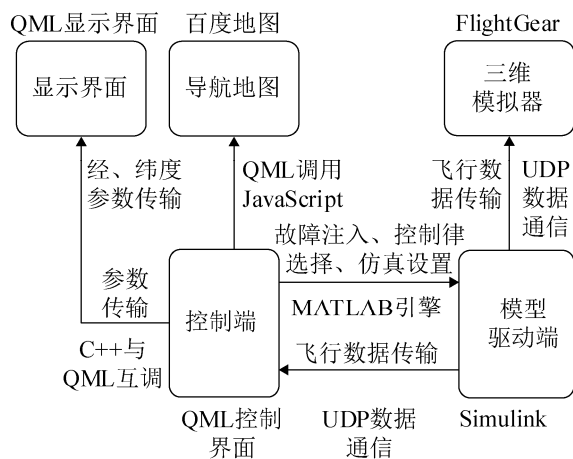 QML显示界面
百度地图
FlightGear
显示界面
导航地图
三维
模拟器
经、纬度
参数传输
QML调用
JavaScript
飞行数
据传输
UDP
数据
通信
故障注入、控制律
选择、仿真设置
参数
传输
控制端
MATLAB引擎
模型
驱动端
C++与
QML互调
飞行数据传输
QML控制
界面
UDP数据
通信
Simulink